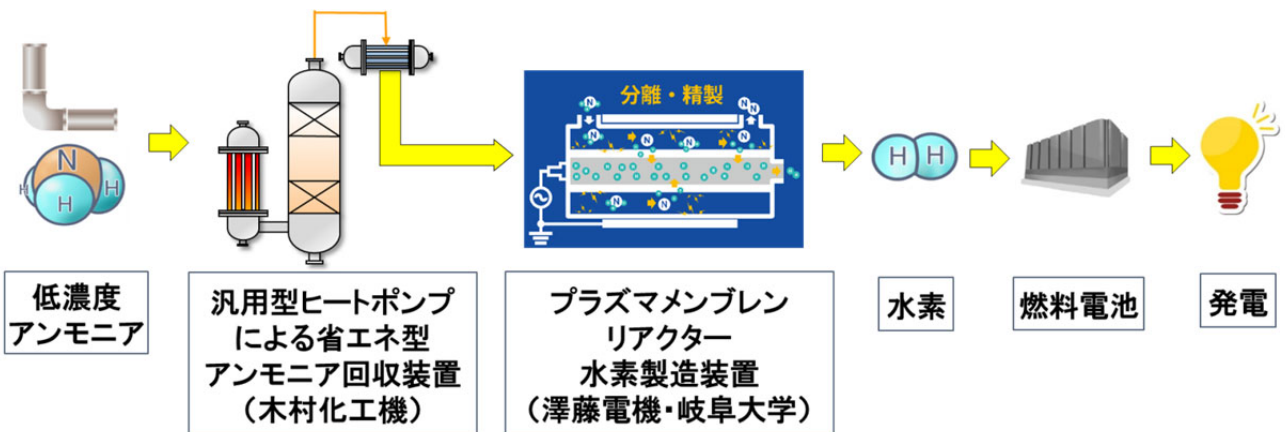 N
H
H
H
分離・精製
N
N
N
N
N
N
N
N
N
H H
低濃度
アンモニア
汎用型ヒートポンプ
による省エネ型
アンモニア回収装置
（木村化工機）
プラズマメンブレン
リアクター
水素製造装置
（澤藤電機・岐阜大学）
水素
燃料電池
発電